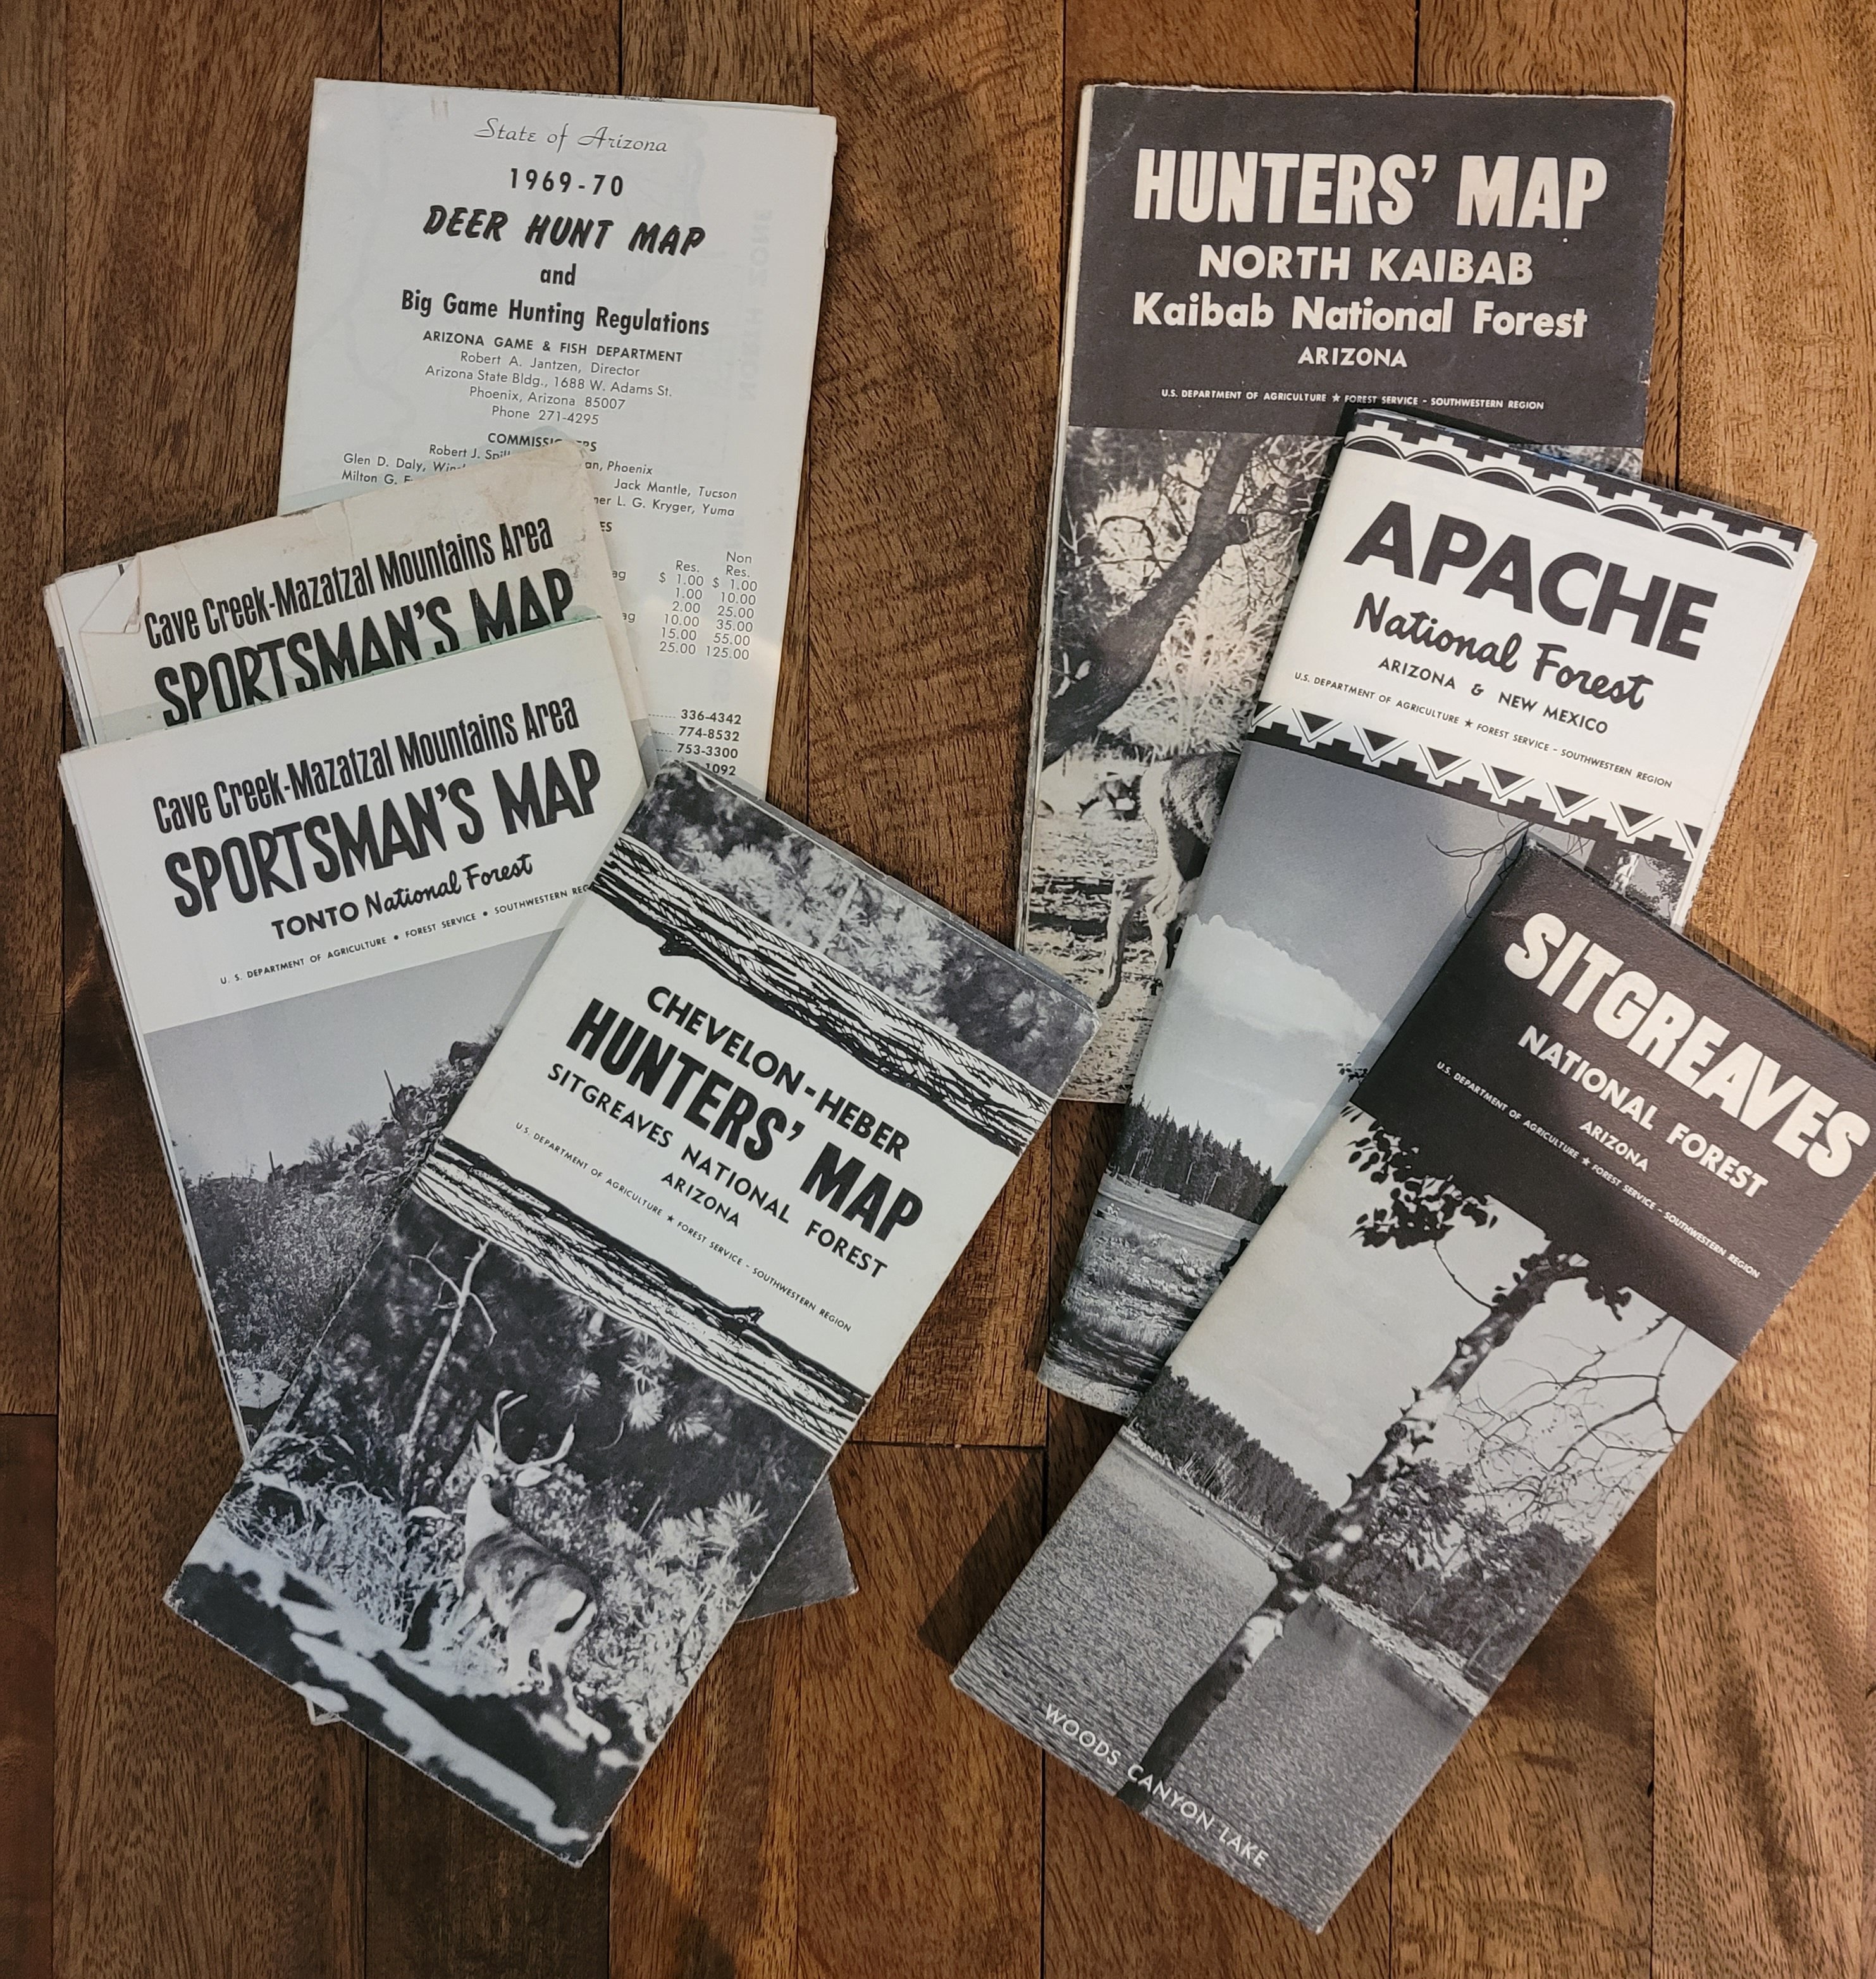 State of Arizona
1969-70
DEER HUNT MAP
and
Big Game Hunting Regulations
ARIZONA GAME & FISH DEPARTMENT
Robert A. Jantzen, Director
Arizona State Bldg., 1688 W. Adams St.
Phoenix, Arizona 85007
Phone 271-4295
Robert J. an, Phoenix
Glen D. Daly,
Milton G. Jack Mantle, Tucson
L. G. Kryger, Yuma
Non
Res. Res.
$ 1.00 $ 1.00
1.00 10.00
2.00 25.00
10.00 35.00
15.00 55.00
25.00 125.00
336-4342
774-8532
753-3300
1092
Cave Creek-Mazatzal Mountains Area
SPORTSMAN'S MAP
Cave Creek-Mazatzal Mountains Area
SPORTSMAN'S MAP
TONTO National Forest
U. S. DEPARTMENT OF AGRICULTURE • FOREST SERVICE • SOUTHWESTERN REG
CHEVELON-HEBER
HUNTERS' MAP
SITGREAVES NATIONAL FOREST
ARIZONA
U.S. DEPARTMENT OF AGRICULTURE ★ FOREST SERVICE - SOUTHWESTERN REGION
HUNTERS' MAP
NORTH KAIBAB
Kaibab National Forest
ARIZONA
U.S. DEPARTMENT OF AGRICULTURE ★ FOREST SERVICE - SOUTHWESTERN REGION
APACHE
National Forest
ARIZONA & NEW MEXICO
U.S. DEPARTMENT OF AGRICULTURE ★ FOREST SERVICE - SOUTHWESTERN REGION
SITGREAVES
NATIONAL FOREST
ARIZONA
U.S. DEPARTMENT OF AGRICULTURE ★ FOREST SERVICE - SOUTHWESTERN REGION
WOODS CANYON LAKE